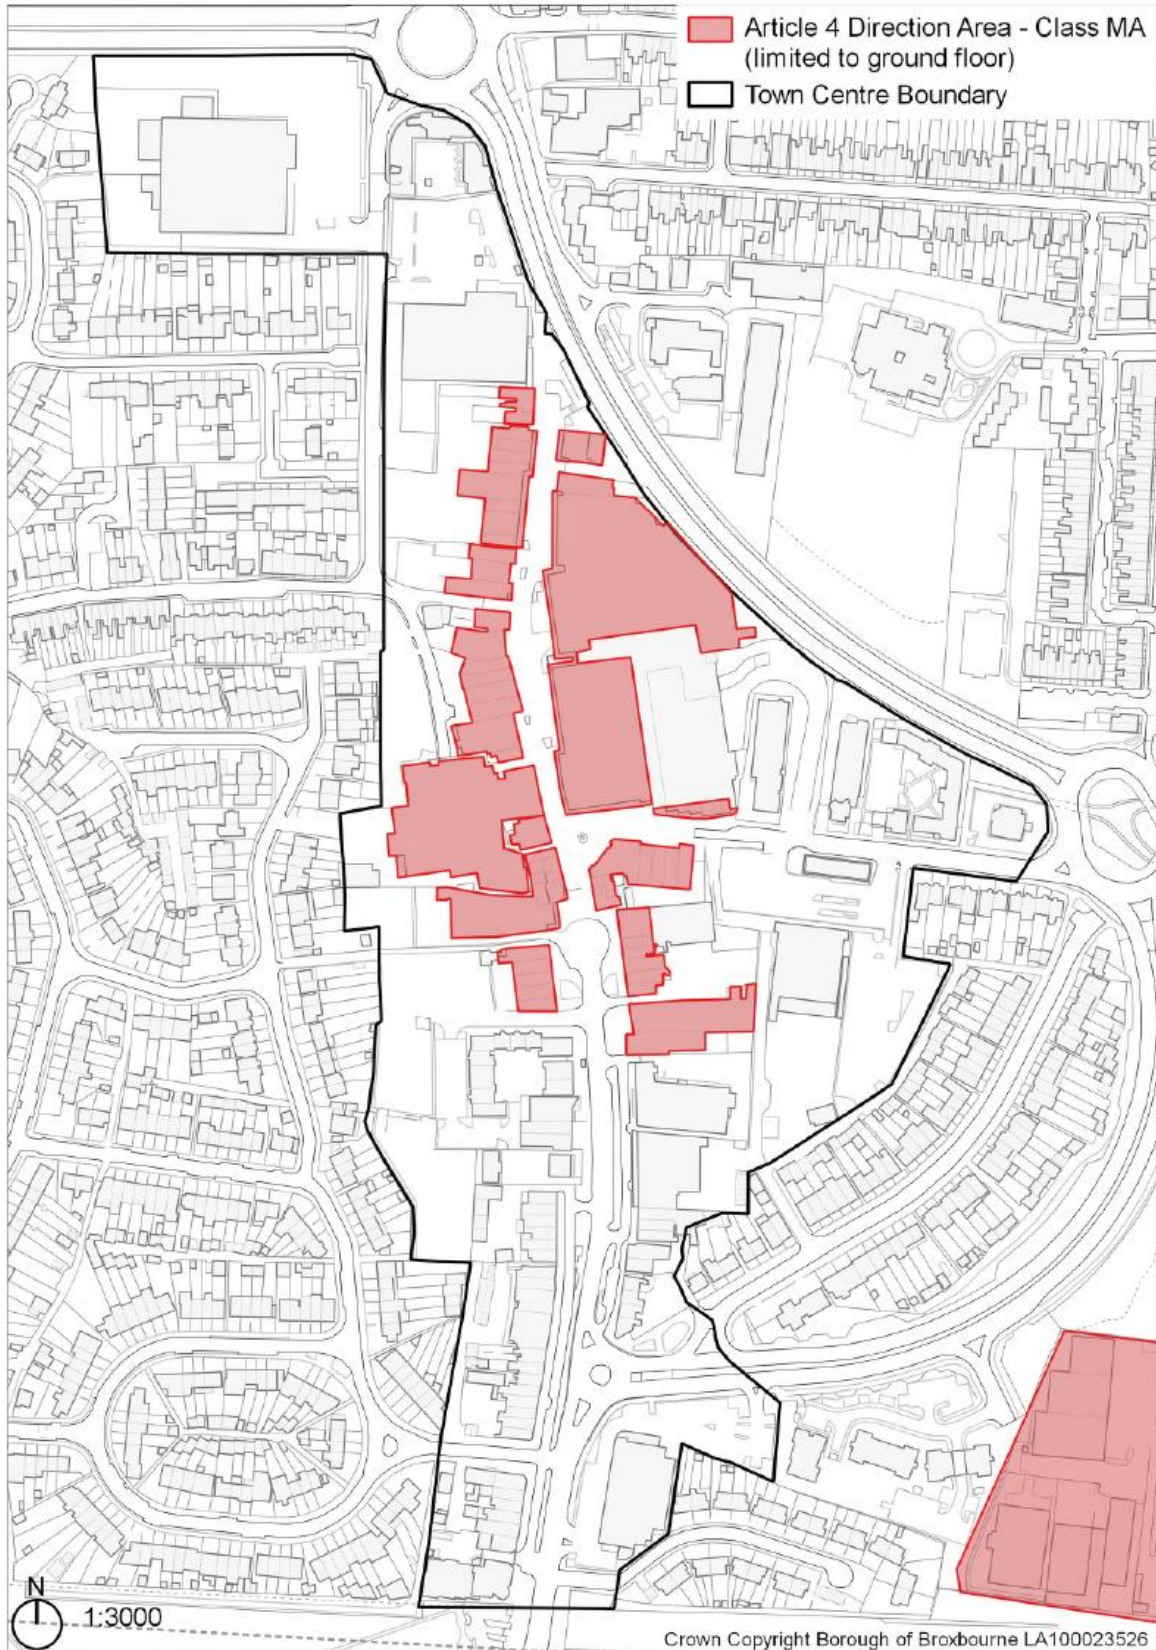 Article 4 Direction Area - Class MA
(limited to ground floor)
Town Centre Boundary
N
1:3000
Crown Copyright Borough of Broxbourne LA100023526